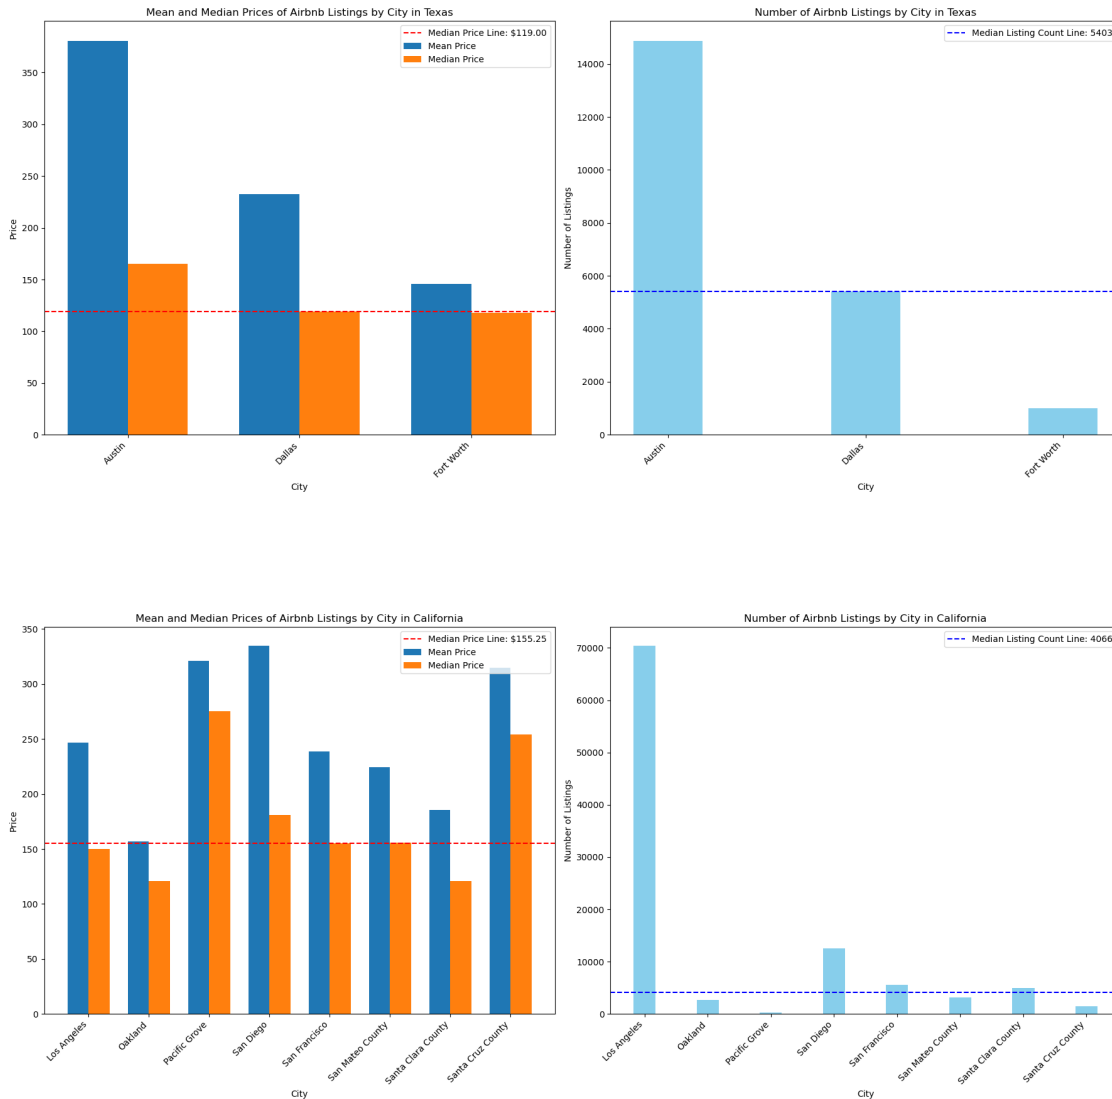 Mean and Median Prices of Airbnb Listings by City in Texas
Median Price Line: $119.00
Mean Price
Median Price
350
300
250
200
150
100
50
0
Price
Austin
Dallas
Fort Worth
City
Number of Airbnb Listings by City in Texas
Median Listing Count Line: 5403
14000
12000
10000
8000
6000
4000
2000
0
Number of Listings
Austin
Dallas
Fort Worth
City
Mean and Median Prices of Airbnb Listings by City in California
Median Price Line: $155.25
Mean Price
Median Price
350
300
250
200
150
100
50
0
Price
Los Angeles
Oakland
Pacific Grove
San Diego
San Francisco
San Mateo County
Santa Clara County
Santa Cruz County
City
Number of Airbnb Listings by City in California
Median Listing Count Line: 4066
70000
60000
50000
40000
30000
20000
10000
0
Number of Listings
Los Angeles
Oakland
Pacific Grove
San Diego
San Francisco
San Mateo County
Santa Clara County
Santa Cruz County
City